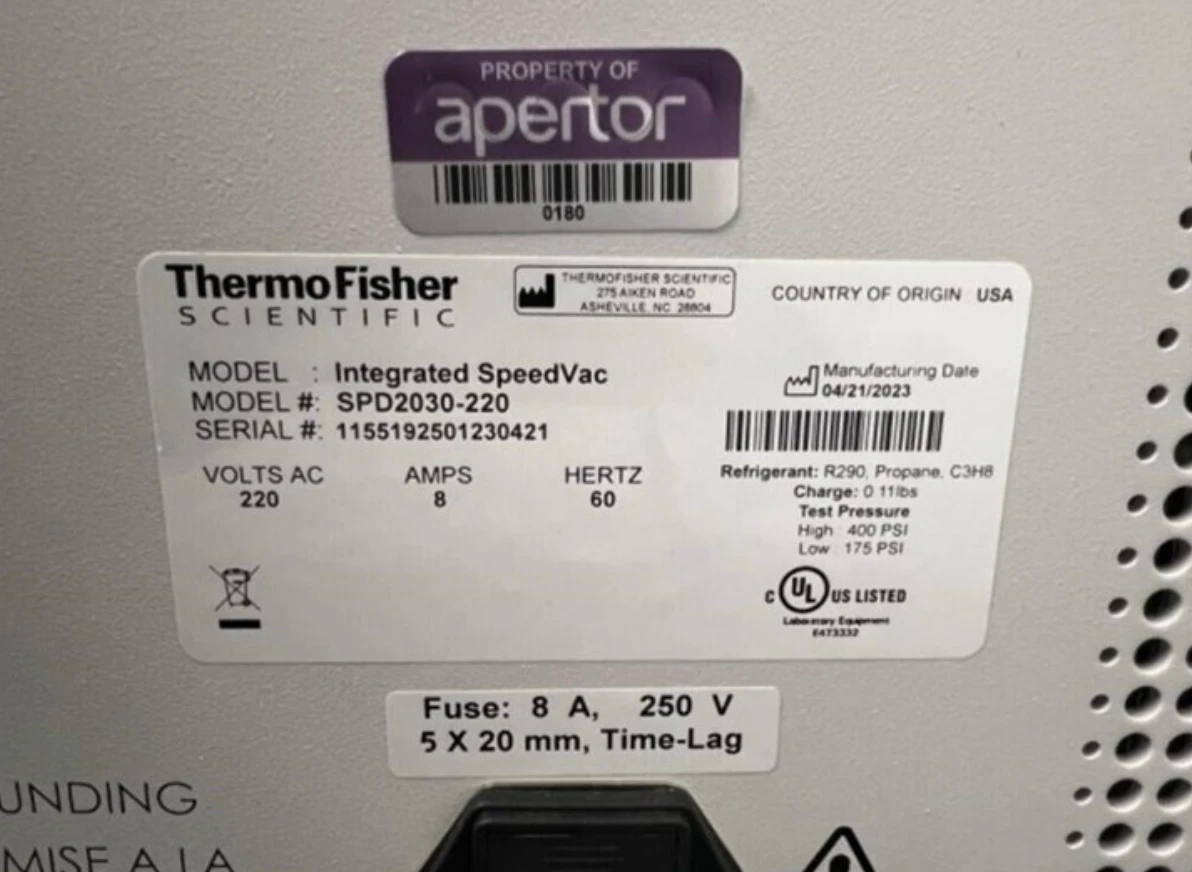 PROPERTY OF
apertor
0180
ThermoFisher
SCIENTIFIC
THERMOFISHER SCIENTIFIC
275 AIKEN ROAD
ASHEVILLE, NC 28804
COUNTRY OF ORIGIN USA
MODEL : Integrated SpeedVac
MODEL #: SPD2030-220
SERIAL #: 1155192501230421
Manufacturing Date
04/21/2023
VOLTS AC AMPS HERTZ
220 8 60
Refrigerant: R290, Propane, C3H8
Charge: 0.11lbs
Test Pressure
High 400 PSI
Low 175 PSI
C UL US LISTED
Laboratory Equipment
E473332
Fuse: 8 A, 250 V
5 X 20 mm, Time-Lag
UNDING
MISE A LA